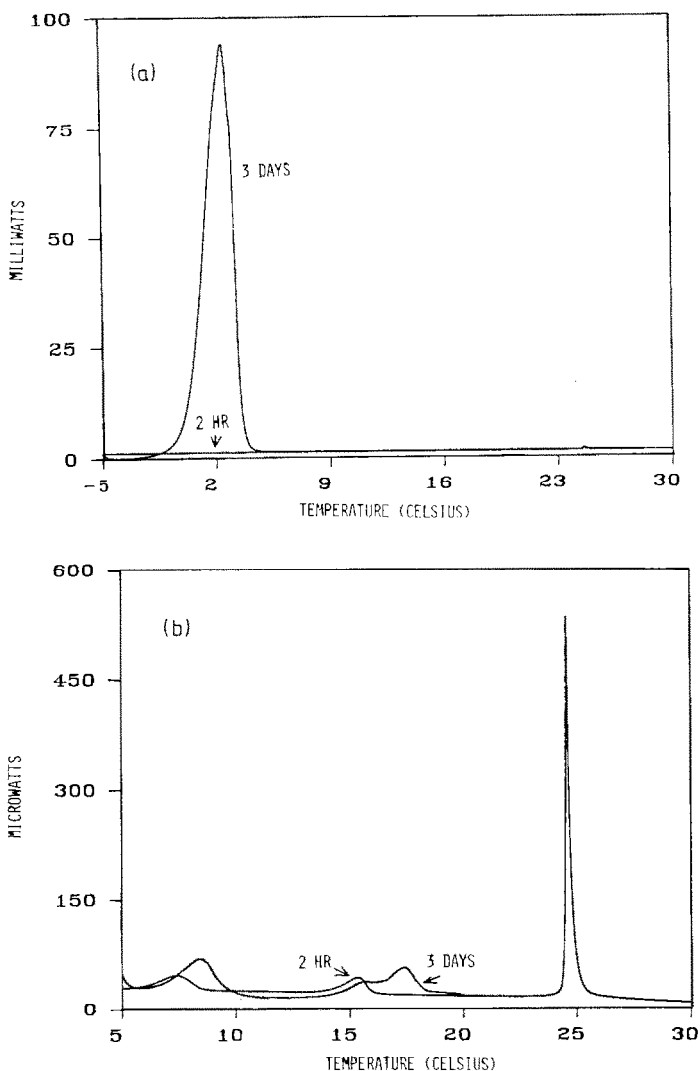 100
(a)
75
3 DAYS
MILLIWATTS
50
25
2 HR
0
-5 2 9 16 23 30
TEMPERATURE (CELSIUS)
600
(b)
450
MICROWATTS
300
150
2 HR 3 DAYS
0
5 10 15 20 25 30
TEMPERATURE (CELSIUS)